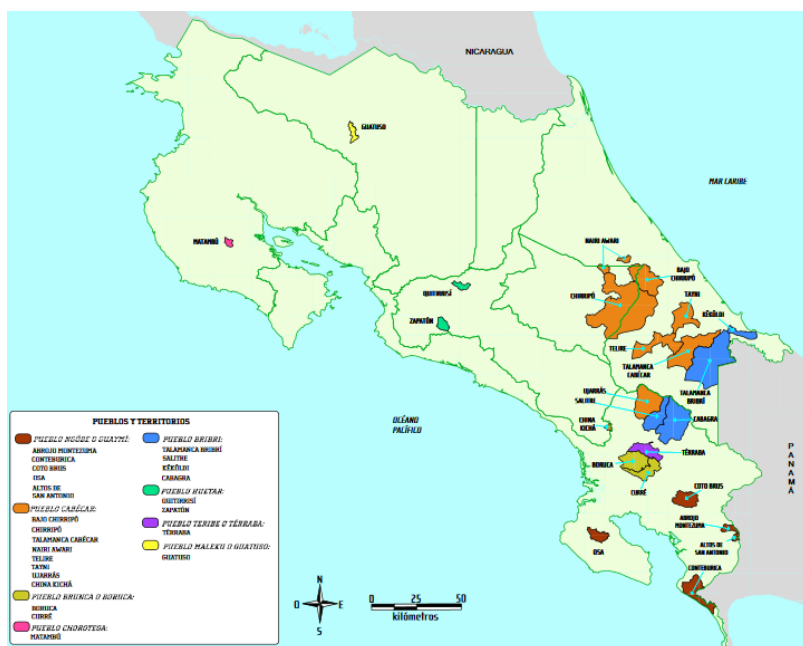 NICARAGUA
GUATUSO
MAR CARIBE
MATAMBÚ
NAIRI AWARI
BAJO
CHIRRIPÓ
QUITIRRISÍ
CHIRRIPÓ
TAYNI
KÉKÖLDI
ZAPATÓN
TELIRE
TALAMANCA
CABÉCAR
TALAMANCA
BRIBRÍ
UJARRÁS
SALITRE
CABAGRA
CHINA
KICHÁ
OCÉANO
PACÍFICO
PANAMÁ
BORUCA
TÉRRABA
CURRÉ
COTO BRUS
ABROJO
MONTEZUMA
ALTOS DE
SAN ANTONIO
OSA
CONTEBURICA
PUEBLOS Y TERRITORIOS
PUEBLO NGÖBE O GUAYMÍ:
ABROJO MONTEZUMA
CONTEBURICA
COTO BRUS
OSA
ALTOS DE
SAN ANTONIO
PUEBLO CABÉCAR:
BAJO CHIRRIPÓ
CHIRRIPÓ
TALAMANCA CABÉCAR
NAIRI AWARI
TELIRE
TAYNI
UJARRÁS
CHINA KICHÁ
PUEBLO BRUNCA O BORUCA:
BORUCA
CURRÉ
PUEBLO CHOROTEGA:
MATAMBÚ
PUEBLO BRIBRI:
TALAMANCA BRIBRÍ
SALITRE
KÉKÖLDI
CABAGRA
PUEBLO HUETAR:
QUITIRRISÍ
ZAPATÓN
PUEBLO TERIBE O TÉRRABA:
TÉRRABA
PUEBLO MALEKU O GUATUSO:
GUATUSO
N
O E
S
0 25 50
kilómetros